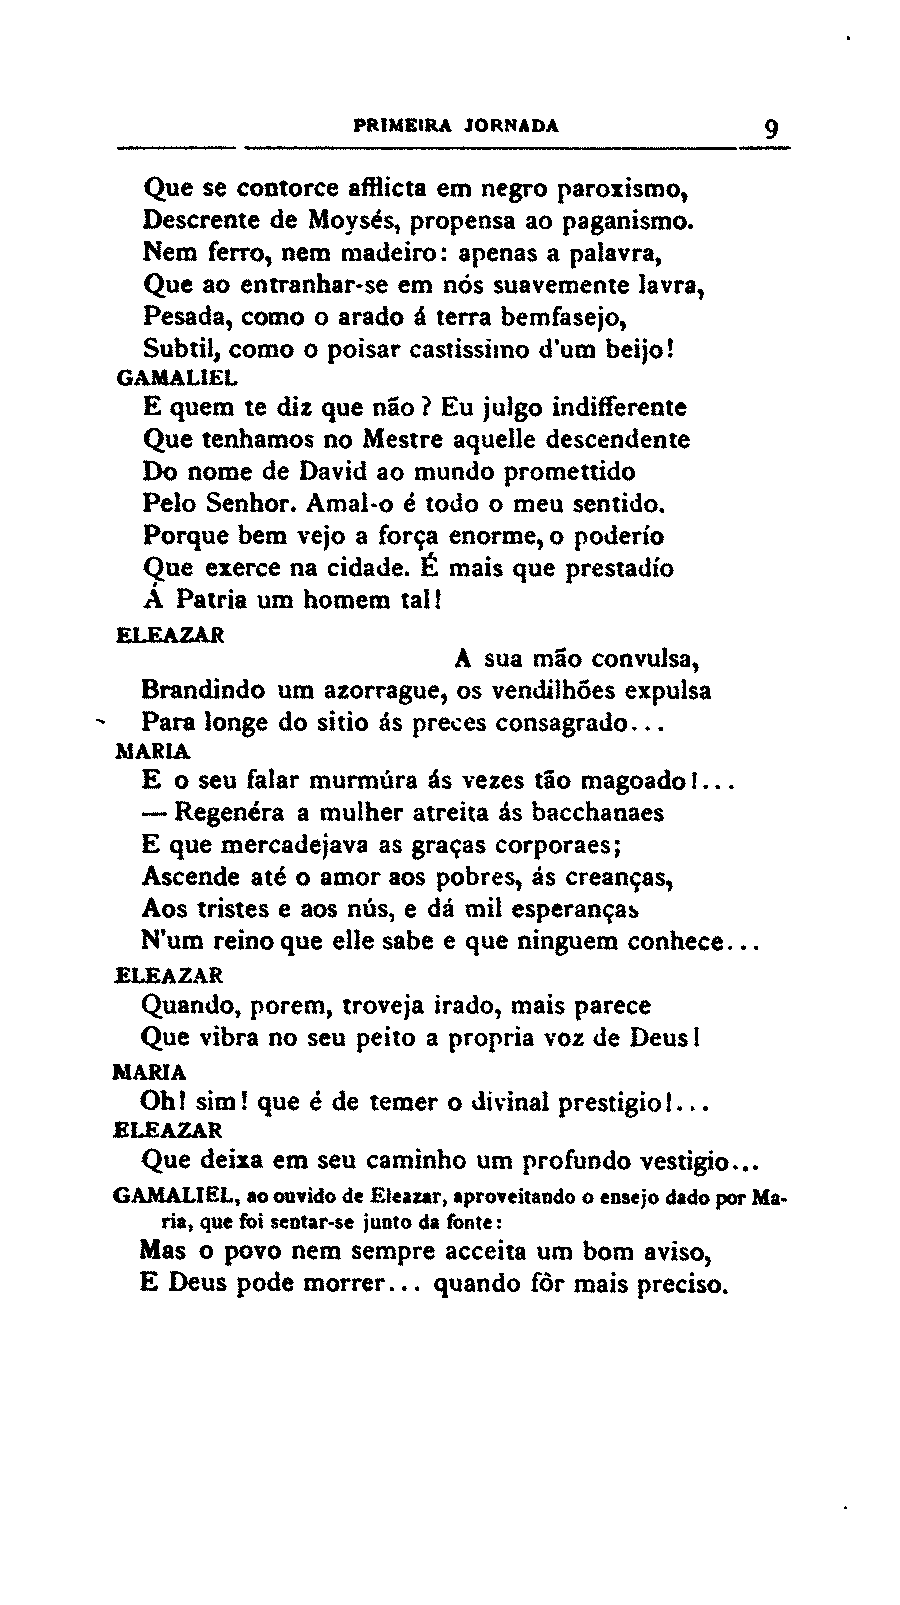 PRIMEIRA JORNADA 9
Que se contorce afflicta em negro paroxismo,
Descrente de Moysés, propensa ao paganismo.
Nem ferro, nem madeiro: apenas a palavra,
Que ao entranhar-se em nós suavemente lavra,
Pesada, como o arado á terra bemfasejo,
Subtil, como o poisar castissimo d'um beijo!
GAMALIEL
E quem te diz que não? Eu julgo indifferente
Que tenhamos no Mestre aquelle descendente
Do nome de David ao mundo promettido
Pelo Senhor. Amal-o é todo o meu sentido.
Porque bem vejo a força enorme, o poderío
Que exerce na cidade. É mais que prestadío
Á Patria um homem tal!
ELEAZAR
A sua mão convulsa,
Brandindo um azorrague, os vendilhões expulsa
Para longe do sitio ás preces consagrado...
MARIA
E o seu falar murmúra ás vezes tão magoado!...
— Regenéra a mulher atreita ás bacchanaes
E que mercadejava as graças corporaes;
Ascende até o amor aos pobres, ás creanças,
Aos tristes e aos nús, e dá mil esperanças
N'um reino que elle sabe e que ninguem conhece...
ELEAZAR
Quando, porem, troveja irado, mais parece
Que vibra no seu peito a propria voz de Deus!
MARIA
Oh! sim! que é de temer o divinal prestigio!...
ELEAZAR
Que deixa em seu caminho um profundo vestigio...
GAMALIEL, ao ouvido de Eleazar, aproveitando o ensejo dado por Ma-
ria, que foi sentar-se junto da fonte:
Mas o povo nem sempre acceita um bom aviso,
E Deus pode morrer... quando fôr mais preciso.